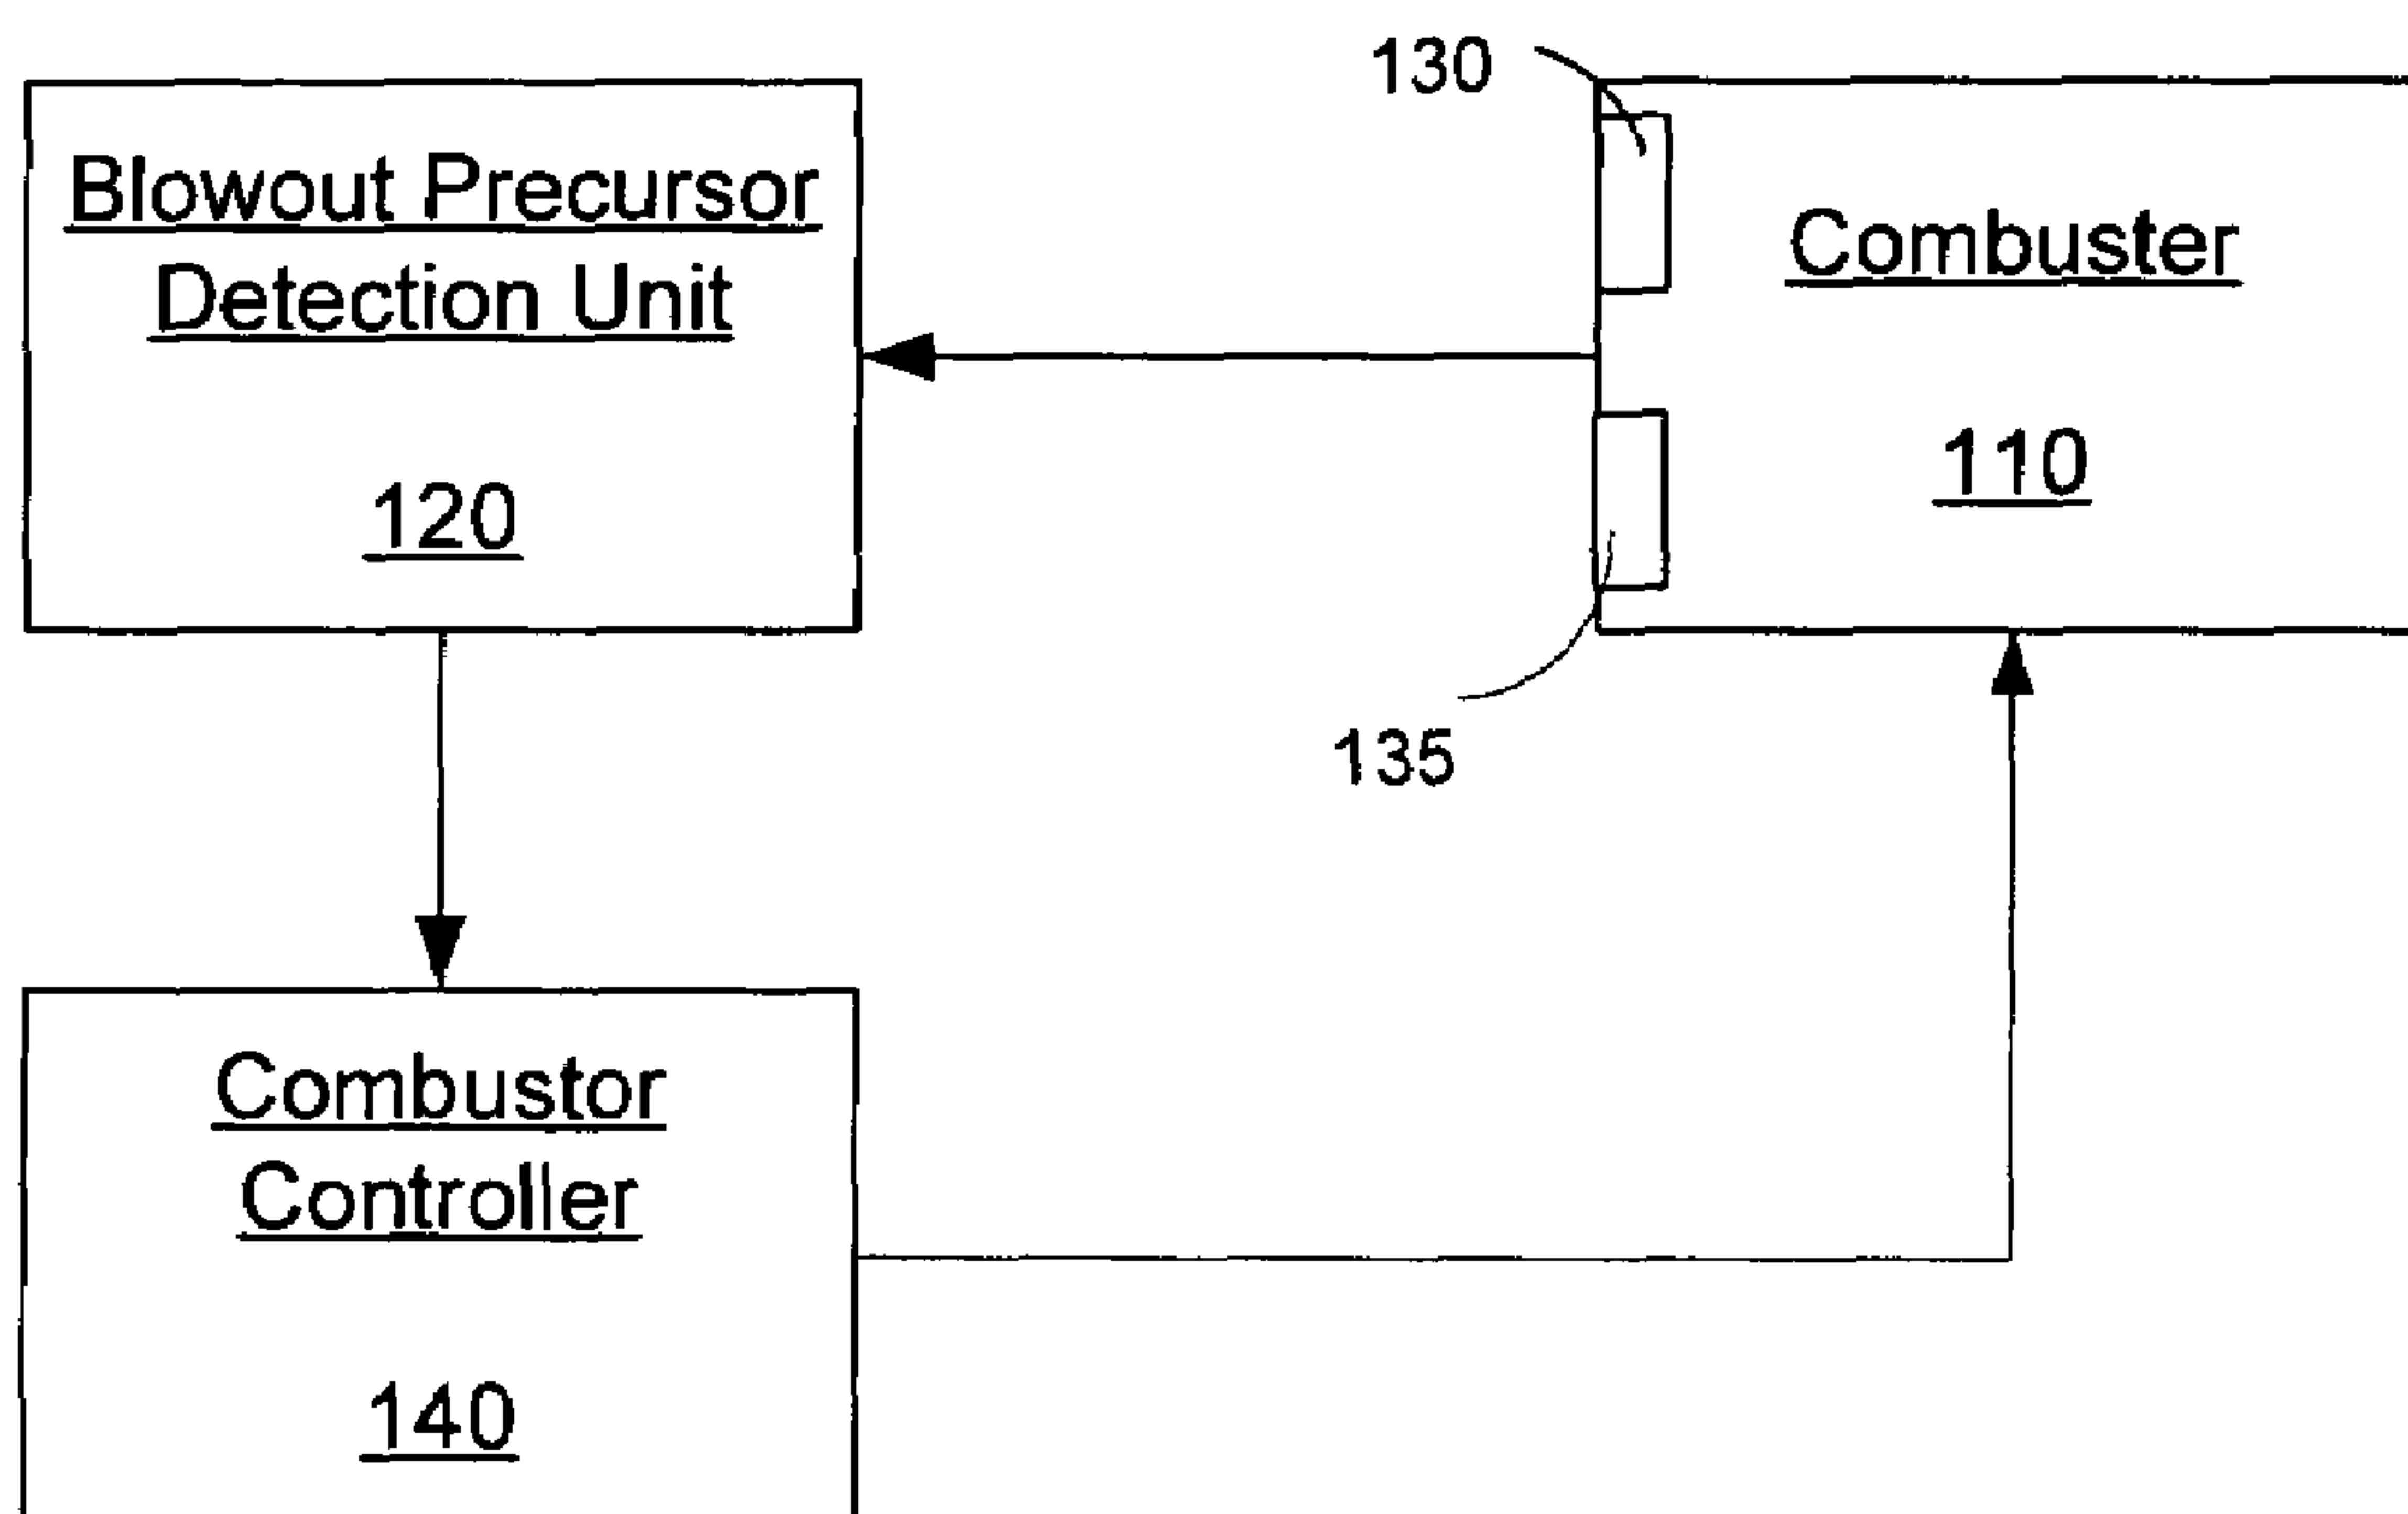 130
Blowout Precursor
Detection Unit
120
Combuster
110
135
Combustor
Controller
140